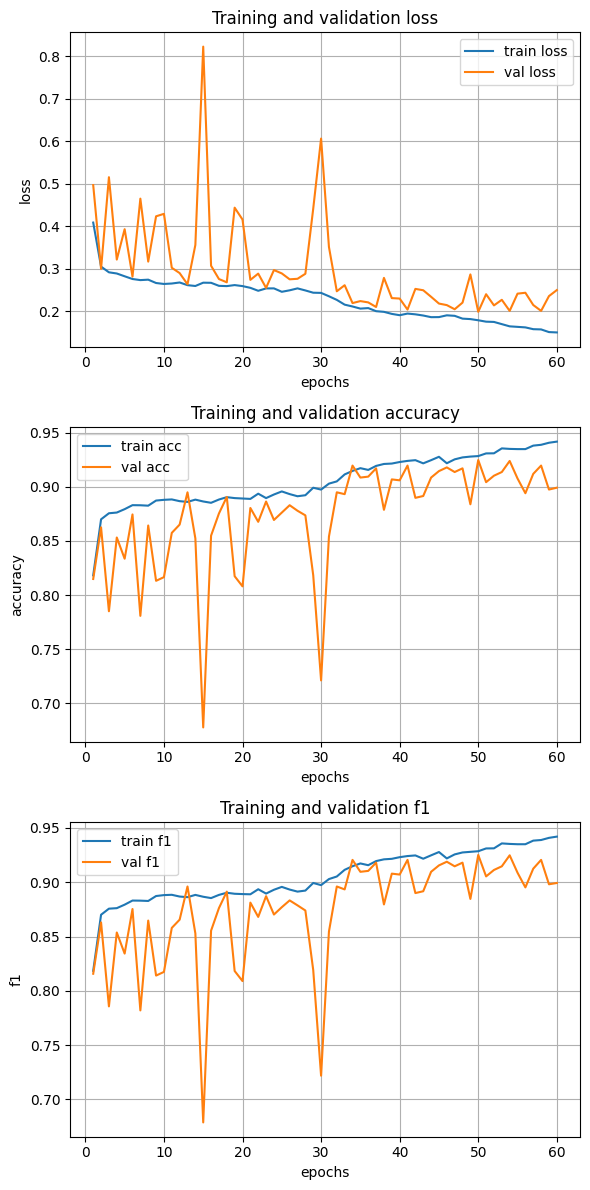 Training and validation loss
train loss
val loss
0.8
0.7
0.6
0.5
0.4
0.3
0.2
loss
0 10 20 30 40 50 60
epochs
Training and validation accuracy
train acc
val acc
0.95
0.90
0.85
0.80
0.75
0.70
accuracy
0 10 20 30 40 50 60
epochs
Training and validation f1
train f1
val f1
0.95
0.90
0.85
0.80
0.75
0.70
f1
0 10 20 30 40 50 60
epochs